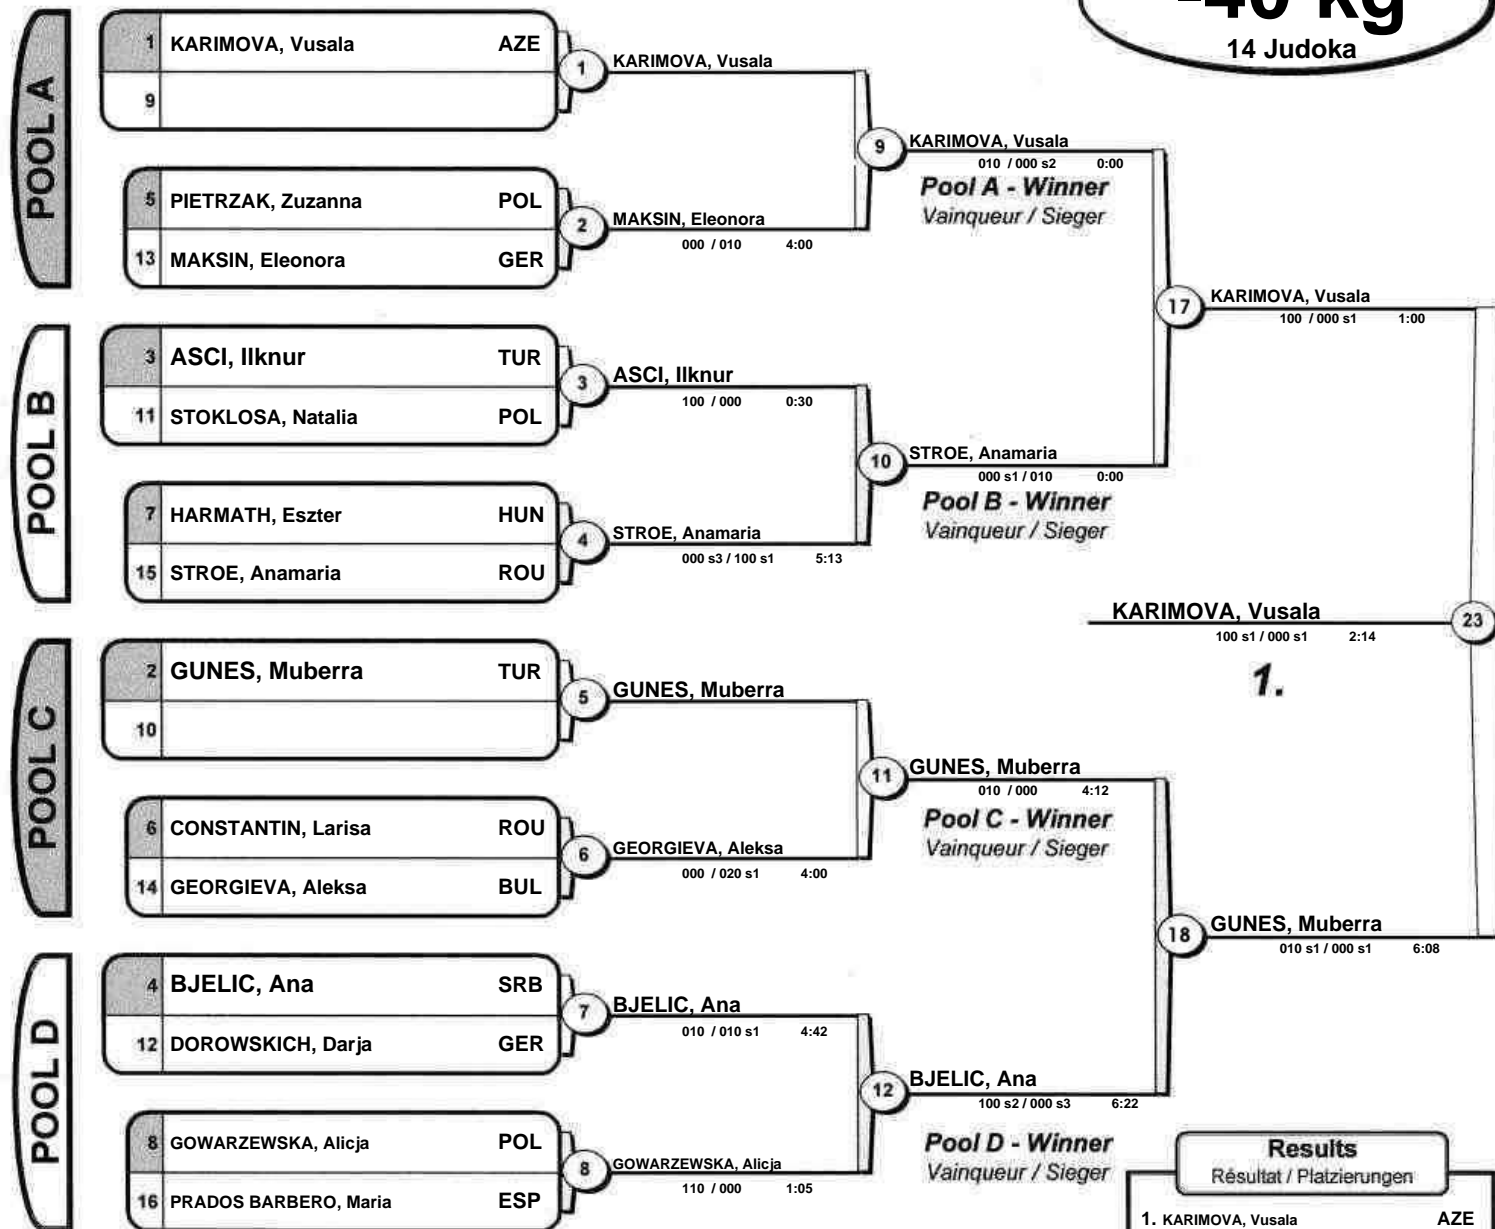 -40 kg
14 Judoka
POOL A
1 KARIMOVA, Vusala AZE
9
1 KARIMOVA, Vusala
5 PIETRZAK, Zuzanna POL
13 MAKSIN, Eleonora GER
2 MAKSIN, Eleonora
000 / 010 4:00
9 KARIMOVA, Vusala
010 / 000 s2 0:00
Pool A - Winner
Vainqueur / Sieger
POOL B
3 ASCI, Ilknur TUR
11 STOKLOSA, Natalia POL
3 ASCI, Ilknur
100 / 000 0:30
7 HARMATH, Eszter HUN
15 STROE, Anamaria ROU
4 STROE, Anamaria
000 s3 / 100 s1 5:13
10 STROE, Anamaria
000 s1 / 010 0:00
Pool B - Winner
Vainqueur / Sieger
17 KARIMOVA, Vusala
100 / 000 s1 1:00
KARIMOVA, Vusala 23
100 s1 / 000 s1 2:14
1.
POOL C
2 GUNES, Muberra TUR
10
5 GUNES, Muberra
6 CONSTANTIN, Larisa ROU
14 GEORGIEVA, Aleksa BUL
6 GEORGIEVA, Aleksa
000 / 020 s1 4:00
11 GUNES, Muberra
010 / 000 4:12
Pool C - Winner
Vainqueur / Sieger
POOL D
4 BJELIC, Ana SRB
12 DOROWSKICH, Darja GER
7 BJELIC, Ana
010 / 010 s1 4:42
8 GOWARZEWSKA, Alicja POL
16 PRADOS BARBERO, Maria ESP
8 GOWARZEWSKA, Alicja
110 / 000 1:05
12 BJELIC, Ana
100 s2 / 000 s3 6:22
Pool D - Winner
Vainqueur / Sieger
18 GUNES, Muberra
010 s1 / 000 s1 6:08
Results
Résultat / Platzierungen
1. KARIMOVA, Vusala AZE